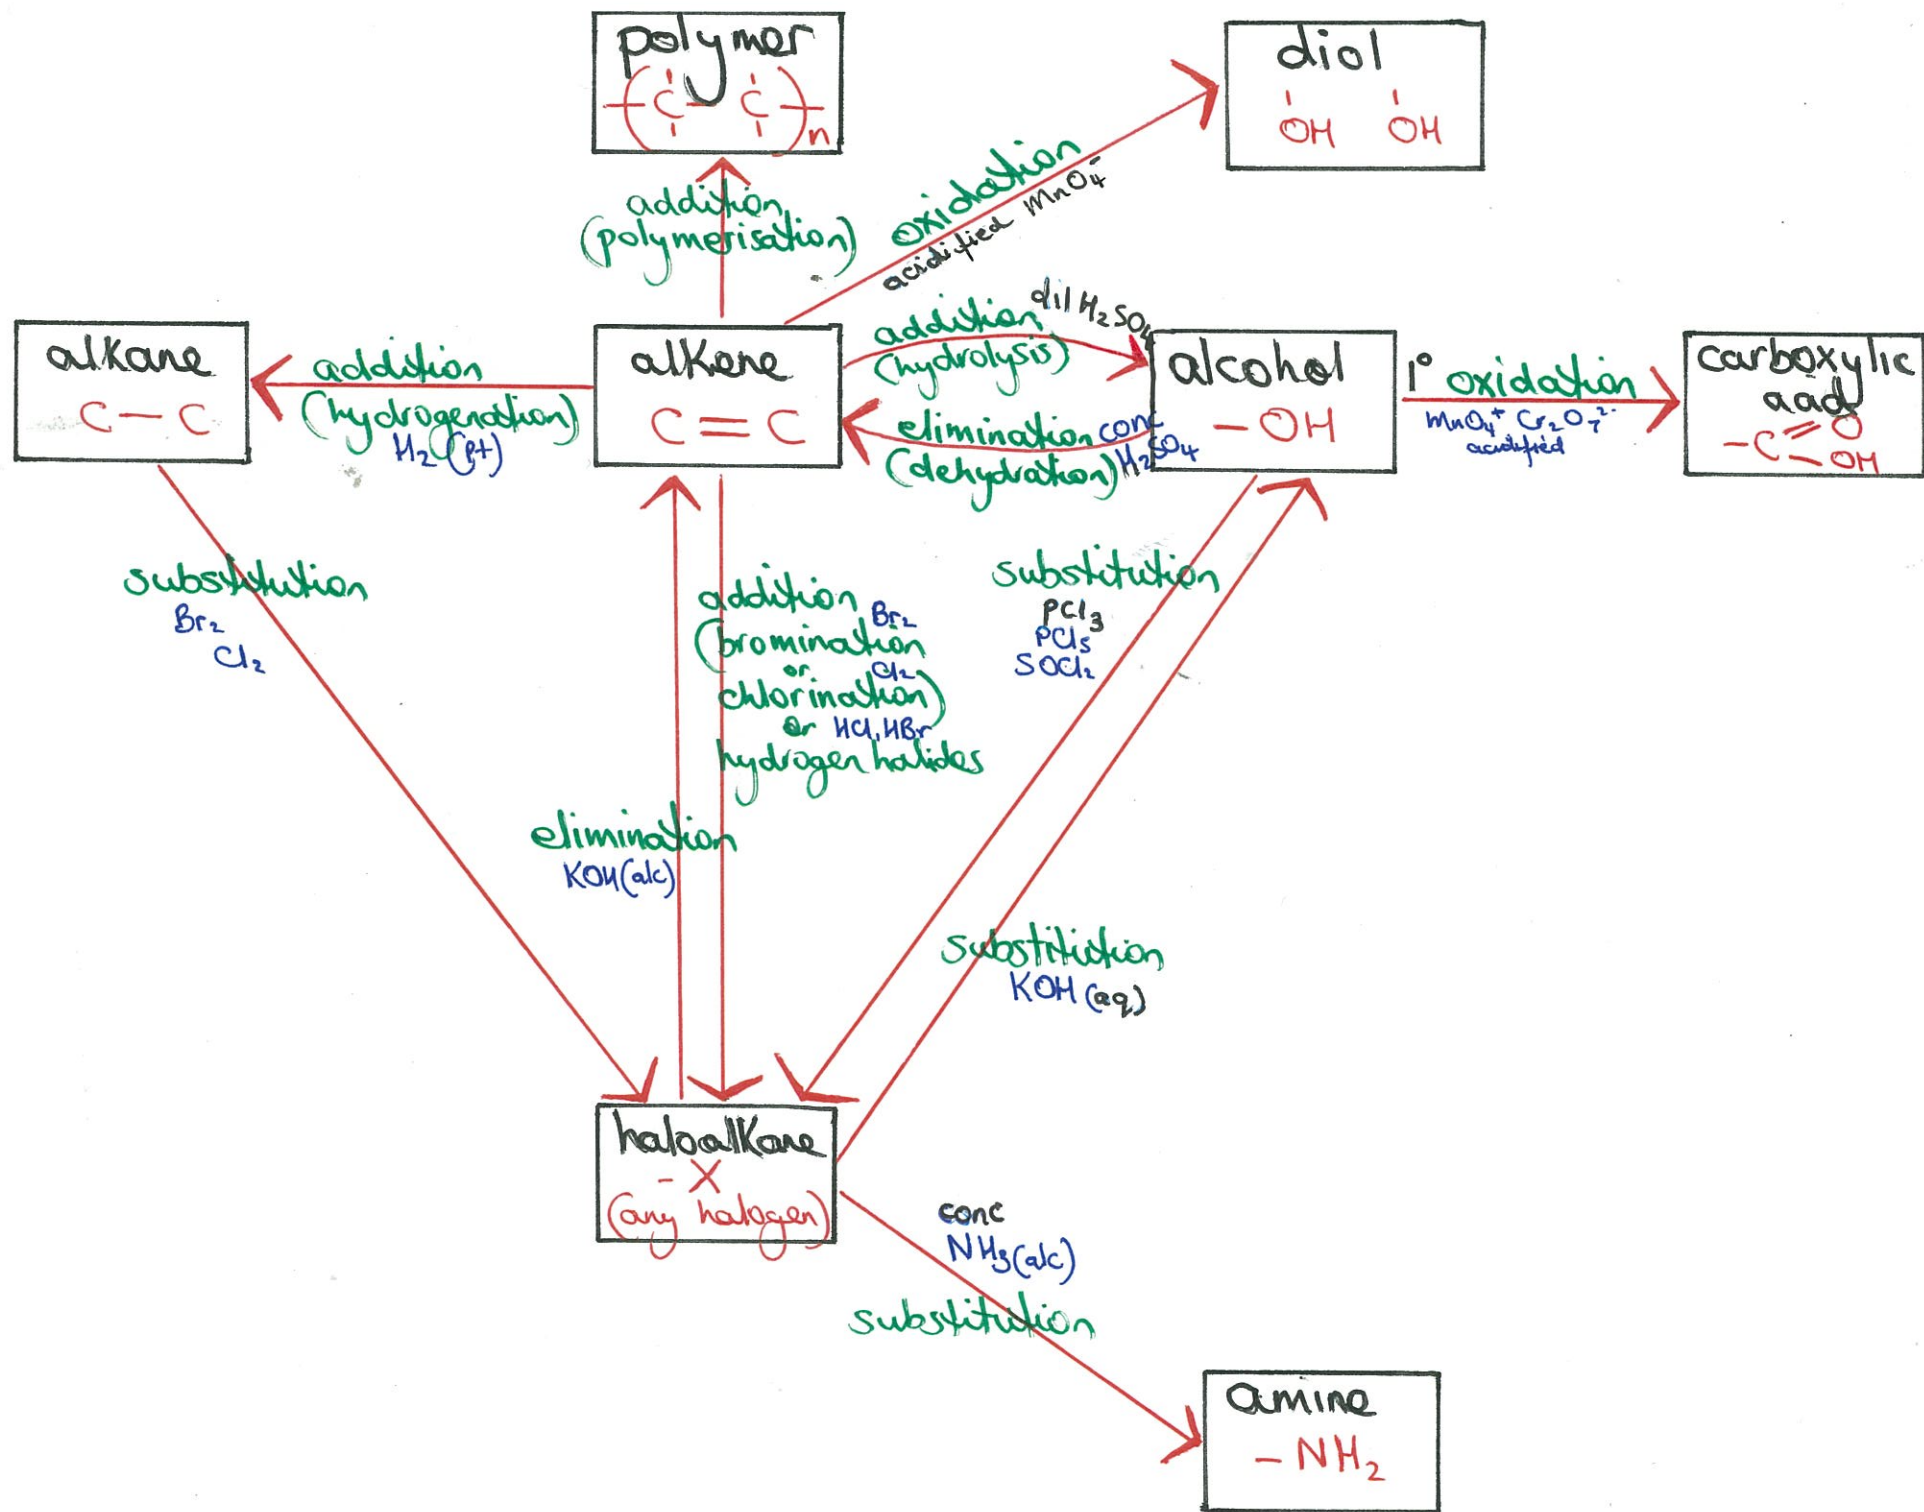 polymer
-(-C-C-)-n
diol
OH OH
addition
(polymerisation)
oxidation
acidified MnO₄⁻
alkane
C — C
addition
(hydrogenation)
H₂ (pt)
alkene
C = C
addition
dil H₂SO₄
(hydrolysis)
elimination conc
(dehydration) H₂SO₄
alcohol
- OH
1° oxidation
MnO₄⁺ Cr₂O₇²⁻
acidified
carboxylic
acid
-C=O
-OH
substitution
Br₂
Cl₂
addition Br₂
(bromination
or Cl₂
chlorination)
or HCl, HBr
hydrogen halides
elimination
KOH (alc)
substitution
PCl₃
PCl₅
SOCl₂
substitution
KOH (aq)
haloalkane
- X
(any halogen)
conc
NH₃ (alc)
substitution
amine
- NH₂